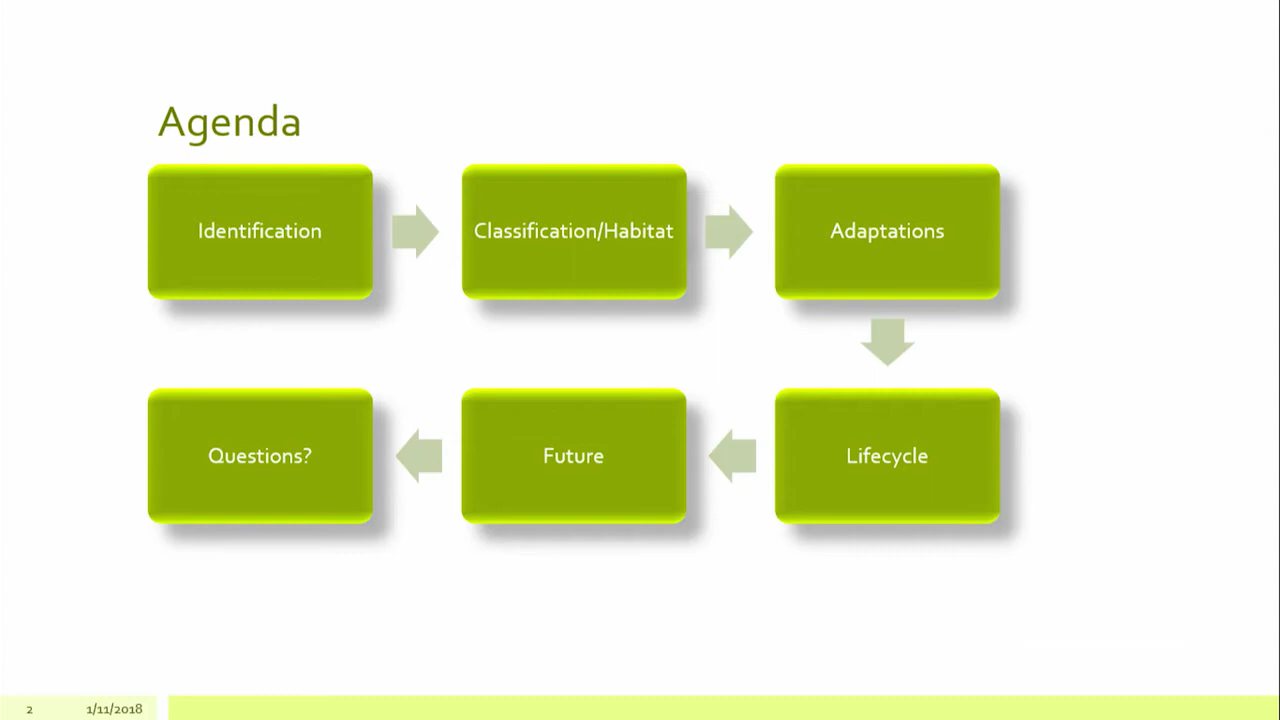 Agenda
Identification
Classification/Habitat
Adaptations
Lifecycle
Future
Questions?
2
1/11/2018